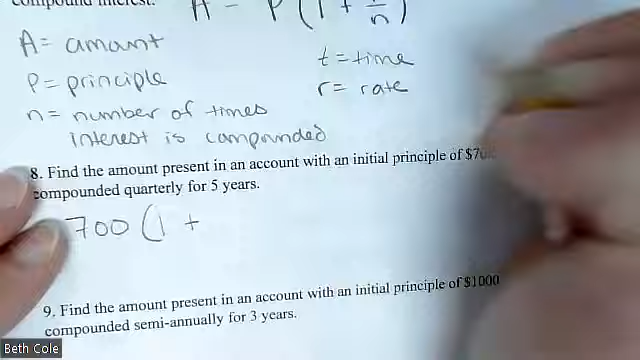 compound interest. A = P(1 + r/n)
A = amount
t = time
P = principle
r = rate
n = number of times
interest is compounded
8. Find the amount present in an account with an initial principle of $70
compounded quarterly for 5 years.
700 (1 +
9. Find the amount present in an account with an initial principle of $1000
compounded semi-annually for 3 years.
Beth Cole